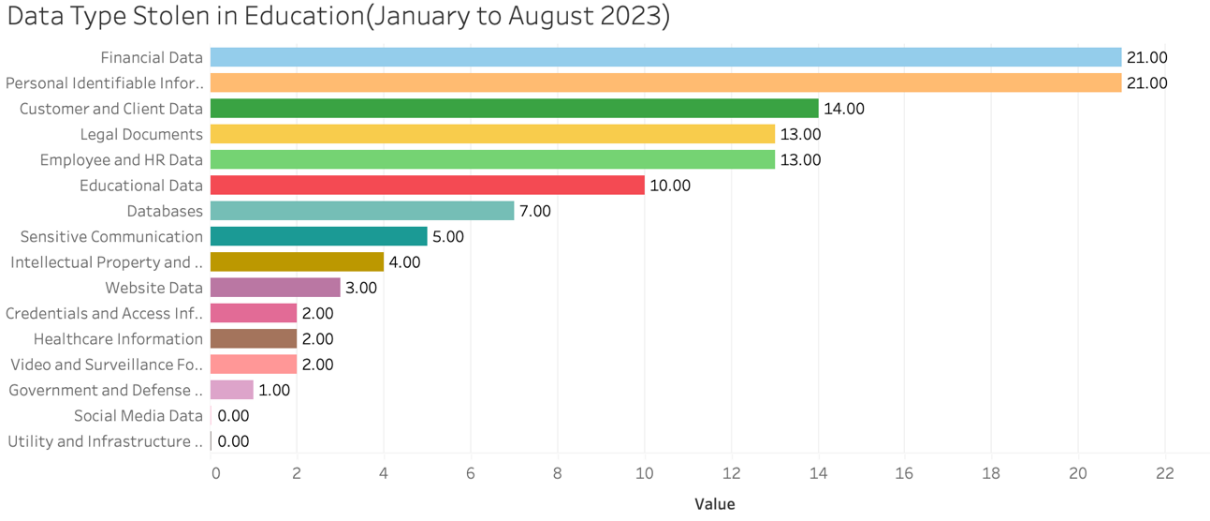 Data Type Stolen in Education(January to August 2023)
Financial Data 21.00
Personal Identifiable Infor.. 21.00
Customer and Client Data 14.00
Legal Documents 13.00
Employee and HR Data 13.00
Educational Data 10.00
Databases 7.00
Sensitive Communication 5.00
Intellectual Property and .. 4.00
Website Data 3.00
Credentials and Access Inf.. 2.00
Healthcare Information 2.00
Video and Surveillance Fo.. 2.00
Government and Defense .. 1.00
Social Media Data 0.00
Utility and Infrastructure .. 0.00
0 2 4 6 8 10 12 14 16 18 20 22
Value